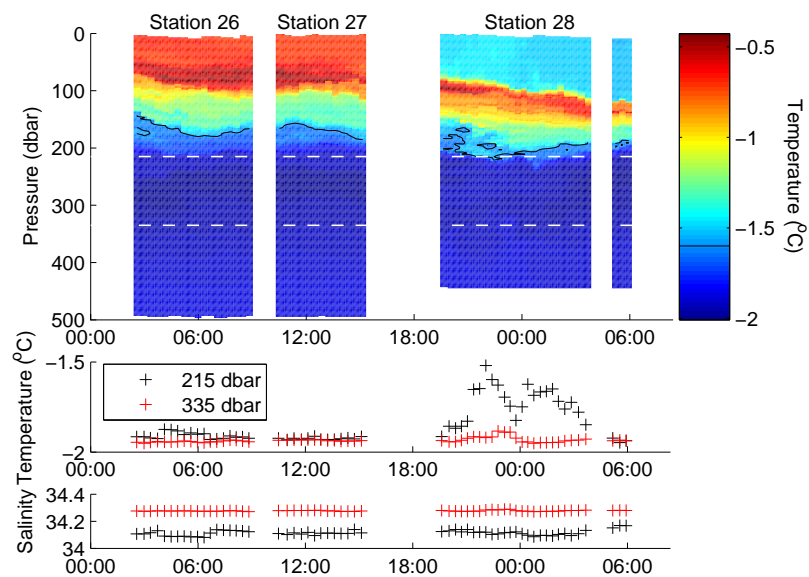 Station 26 Station 27 Station 28
0
100
200
300
400
500
Pressure (dbar)
00:00 06:00 12:00 18:00 00:00 06:00
−0.5
−1
−1.5
−2
Temperature (°C)
−1.5
−2
Temperature (°C)
215 dbar
335 dbar
00:00 06:00 12:00 18:00 00:00 06:00
34.4
34.2
34
Salinity
00:00 06:00 12:00 18:00 00:00 06:00